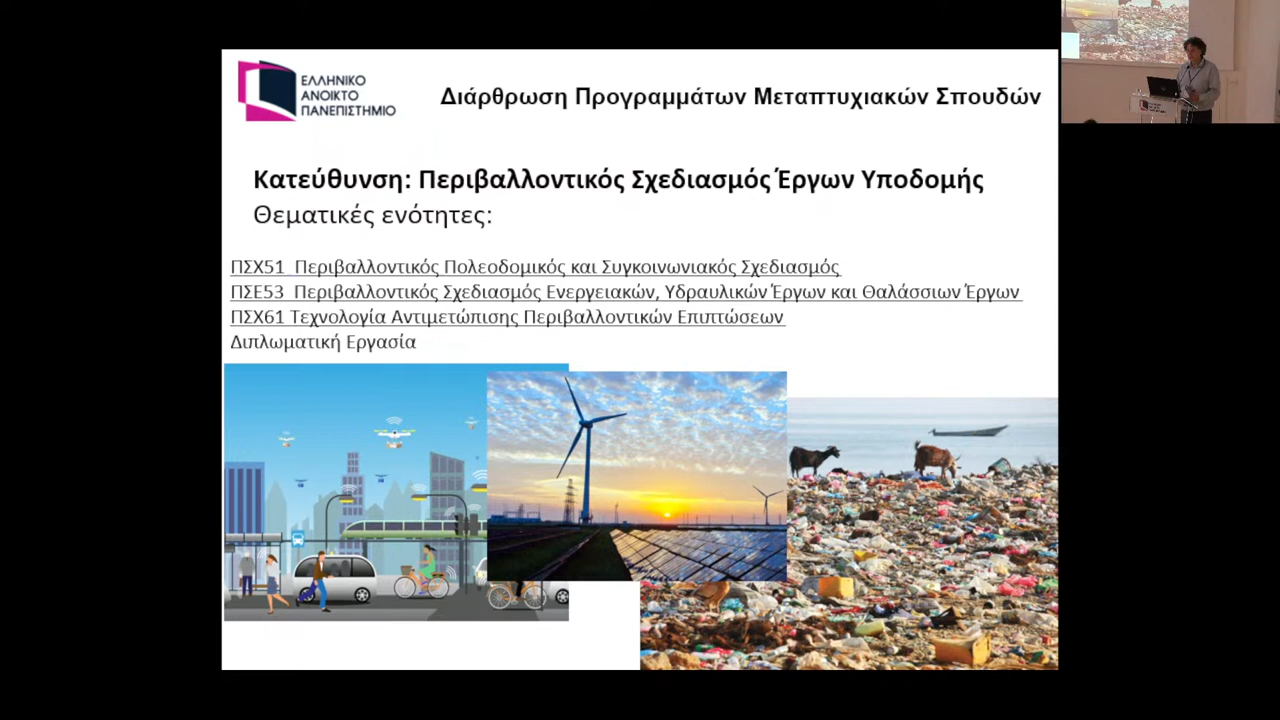 ΕΛΛΗΝΙΚΟ
ΑΝΟΙΚΤΟ
ΠΑΝΕΠΙΣΤΗΜΙΟ
Διάρθρωση Προγραμμάτων Μεταπτυχιακών Σπουδών
Κατεύθυνση: Περιβαλλοντικός Σχεδιασμός Έργων Υποδομής
Θεματικές ενότητες:
ΠΣΧ51 Περιβαλλοντικός Πολεοδομικός και Συγκοινωνιακός Σχεδιασμός
ΠΣΕ53 Περιβαλλοντικός Σχεδιασμός Ενεργειακών, Υδραυλικών Έργων και Θαλάσσιων Έργων
ΠΣΧ61 Τεχνολογία Αντιμετώπισης Περιβαλλοντικών Επιπτώσεων
Διπλωματική Εργασία